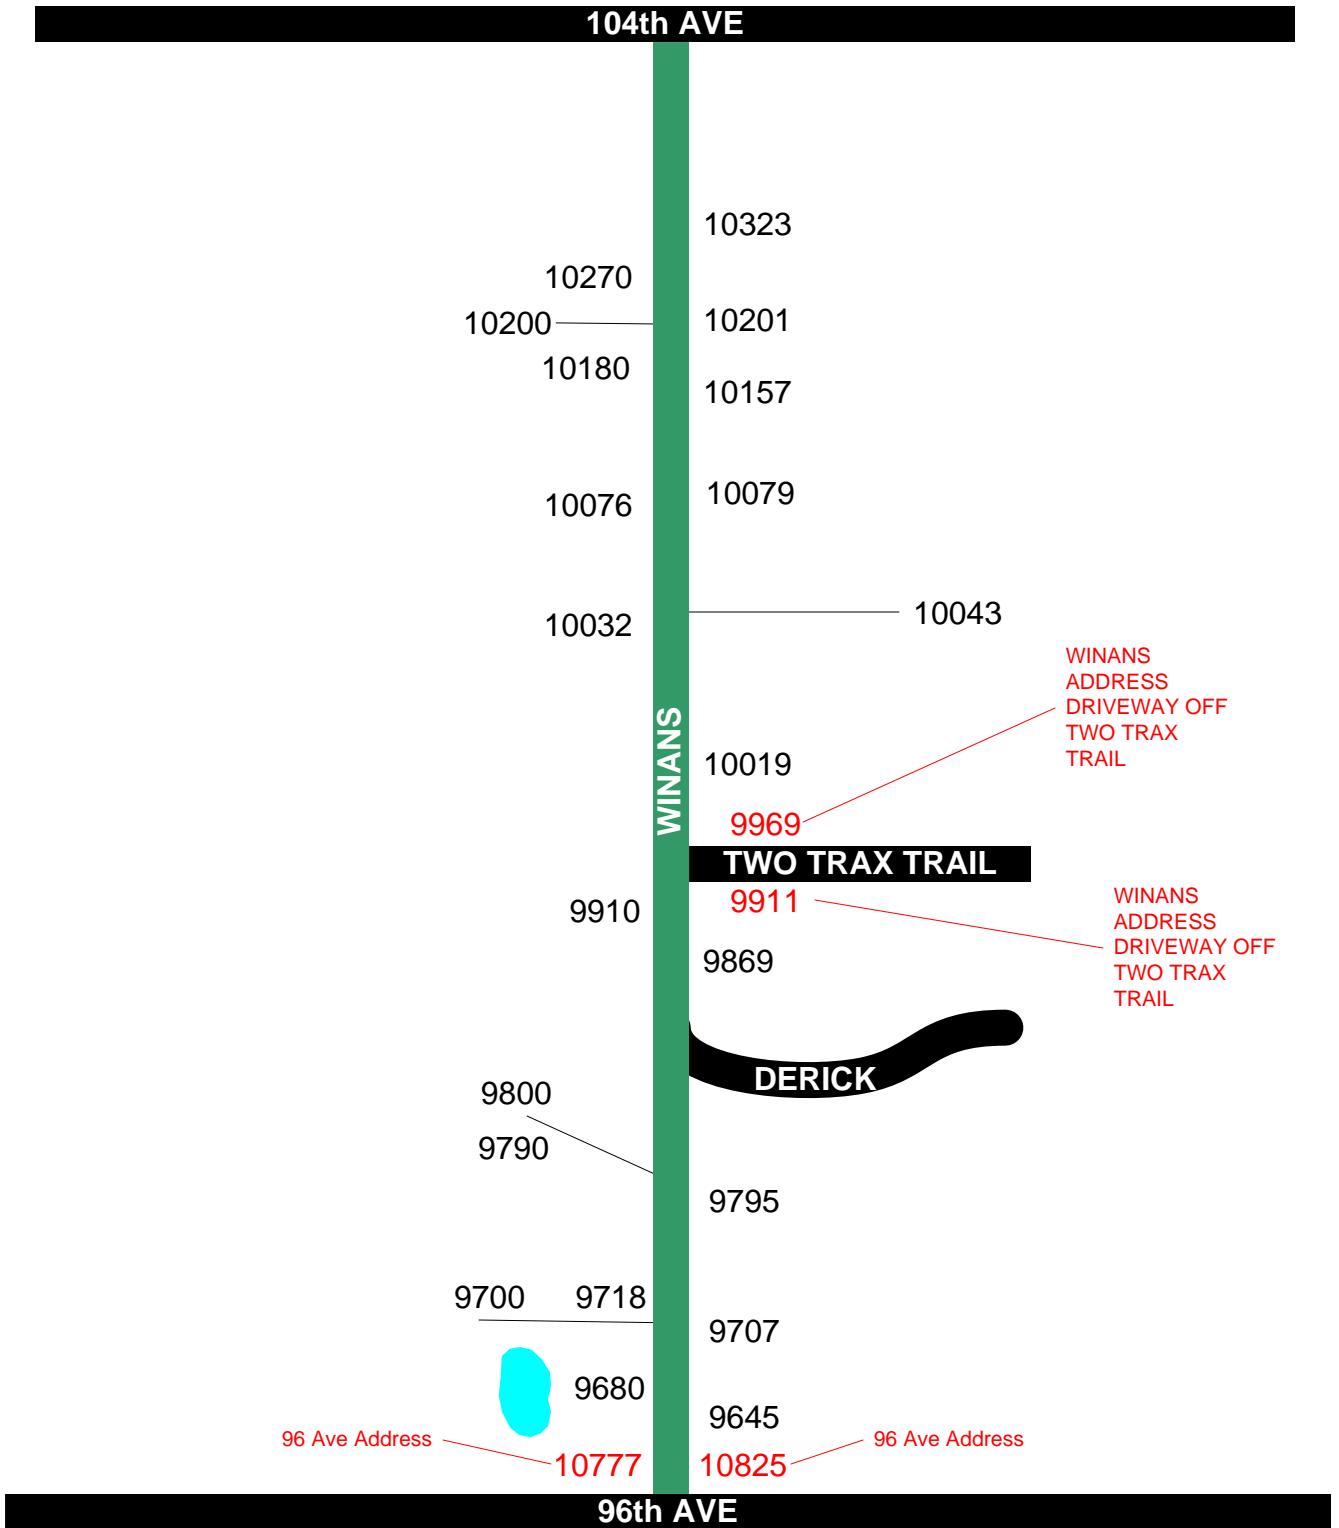 104th AVE
10323
10270
10200
10201
10180
10157
10079
10076
10043
10032
WINANS
ADDRESS
DRIVEWAY OFF
TWO TRAX
TRAIL
WINANS
10019
9969
TWO TRAX TRAIL
9911
9910
WINANS
ADDRESS
DRIVEWAY OFF
TWO TRAX
TRAIL
9869
DERICK
9800
9790
9795
9700
9718
9707
9680
9645
96 Ave Address
96 Ave Address
10777
10825
96th AVE